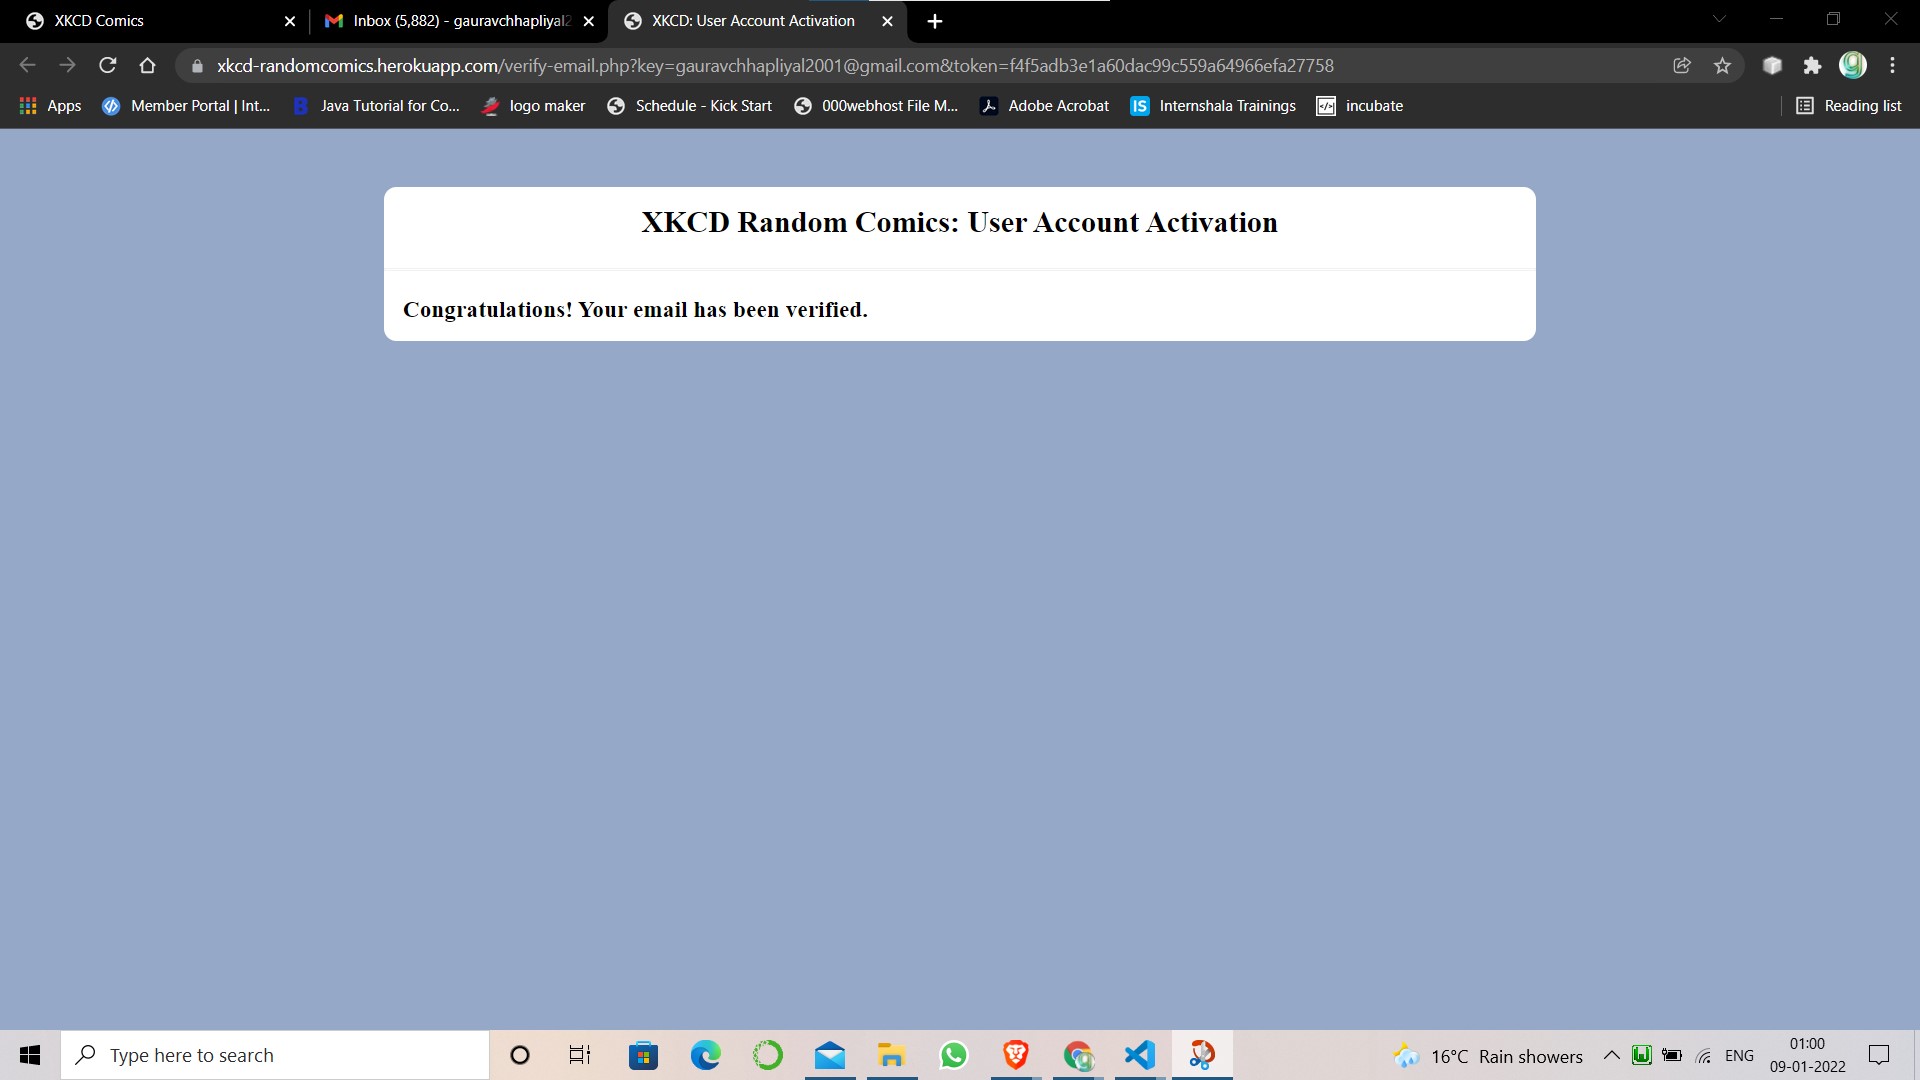 XKCD Comics
Inbox (5,882) - gauravchhapliyal2
XKCD: User Account Activation
xkcd-randomcomics.herokuapp.com/verify-email.php?key=gauravchhapliyal2001@gmail.com&token=f4f5adb3e1a60dac99c559a64966efa27758
Apps
Member Portal | Int...
Java Tutorial for Co...
logo maker
Schedule - Kick Start
000webhost File M...
Adobe Acrobat
IS
Internshala Trainings
incubate
Reading list
XKCD Random Comics: User Account Activation
Congratulations! Your email has been verified.
Type here to search
16°C Rain showers
ENG
01:00
09-01-2022